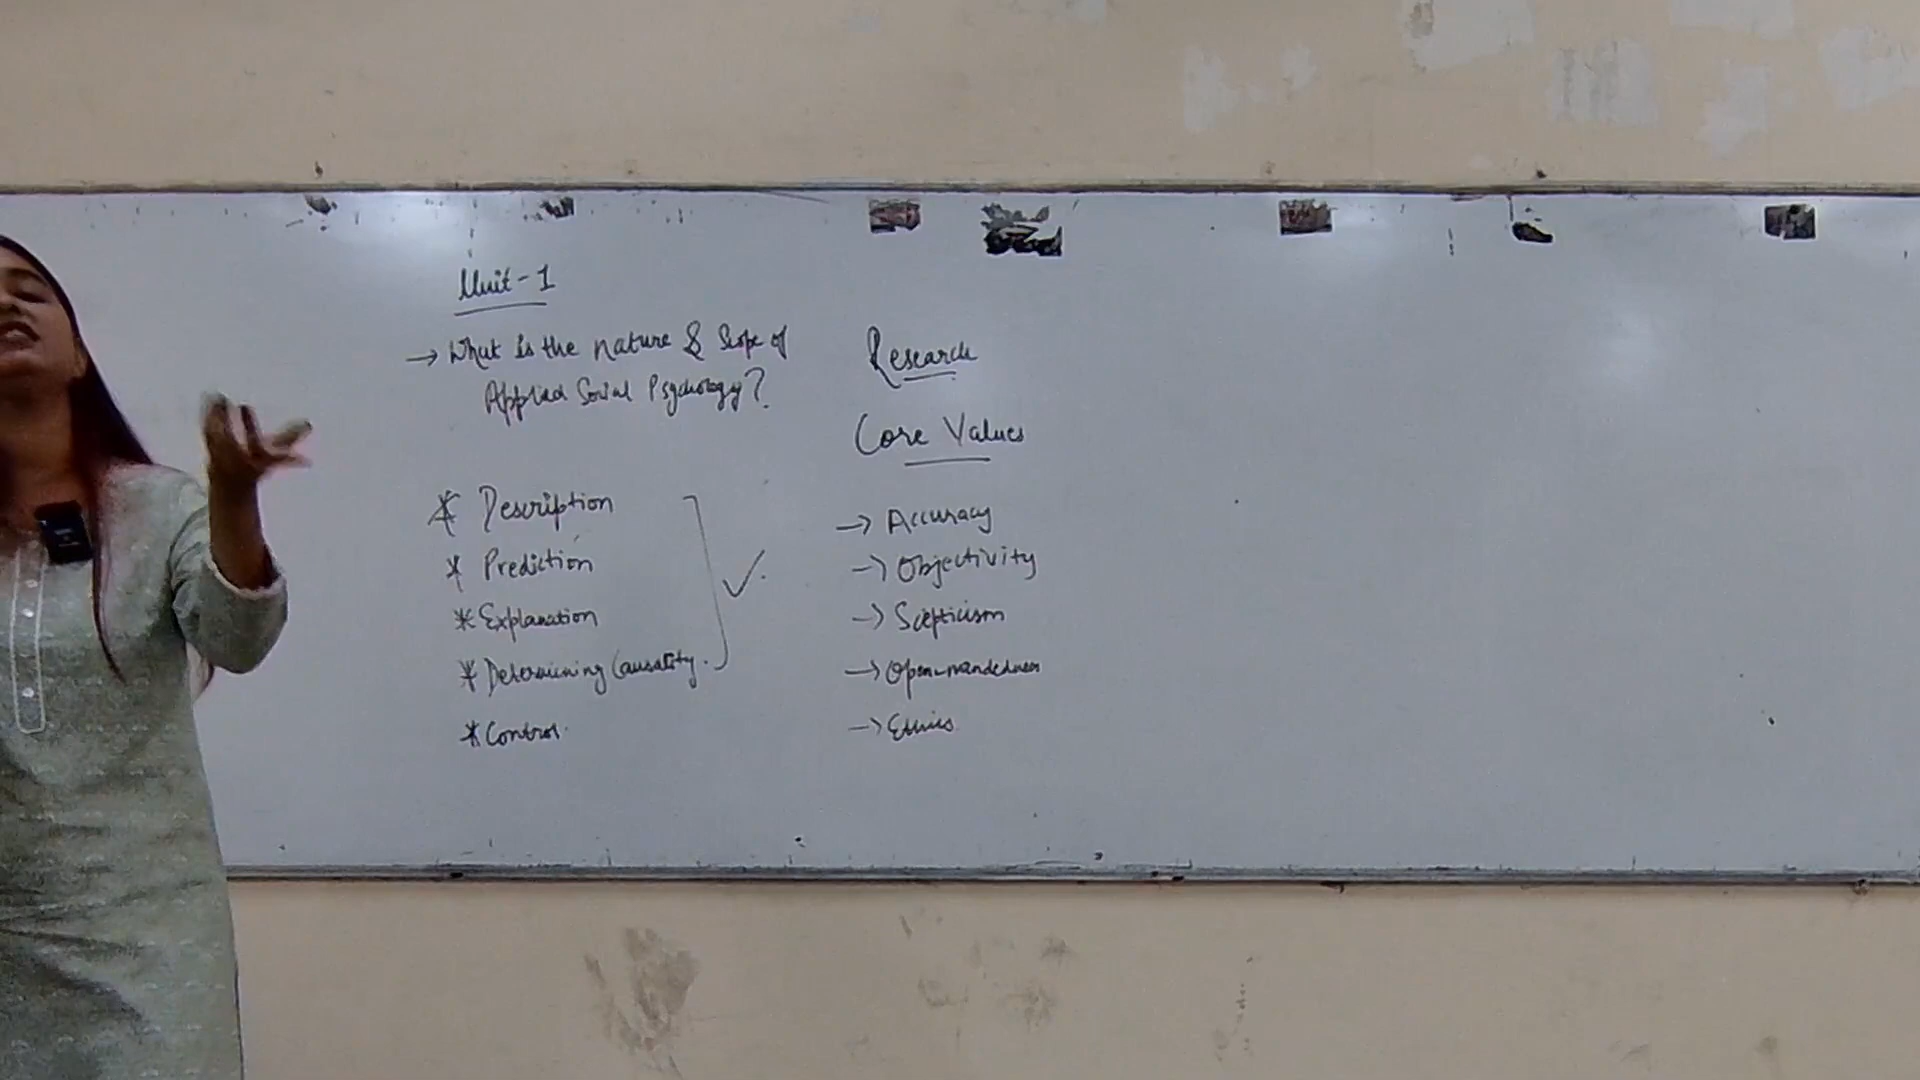 Unit - 1
→ What is the nature & Scope of
Applied Social Psychology?
* Description
* Prediction
* Explanation
* Determining Causality.
* Control.
Research
Core Values
→ Accuracy
→ Objectivity
→ Scepticism
→ Open-mindedness
→ Ethics